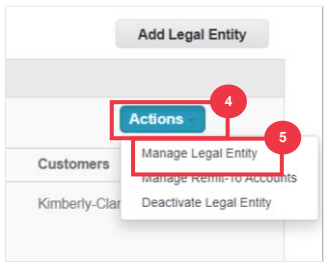 Add Legal Entity
4
Actions
5
Manage Legal Entity
Customers
Manage Remit-To Accounts
Kimberly-Clar
Deactivate Legal Entity